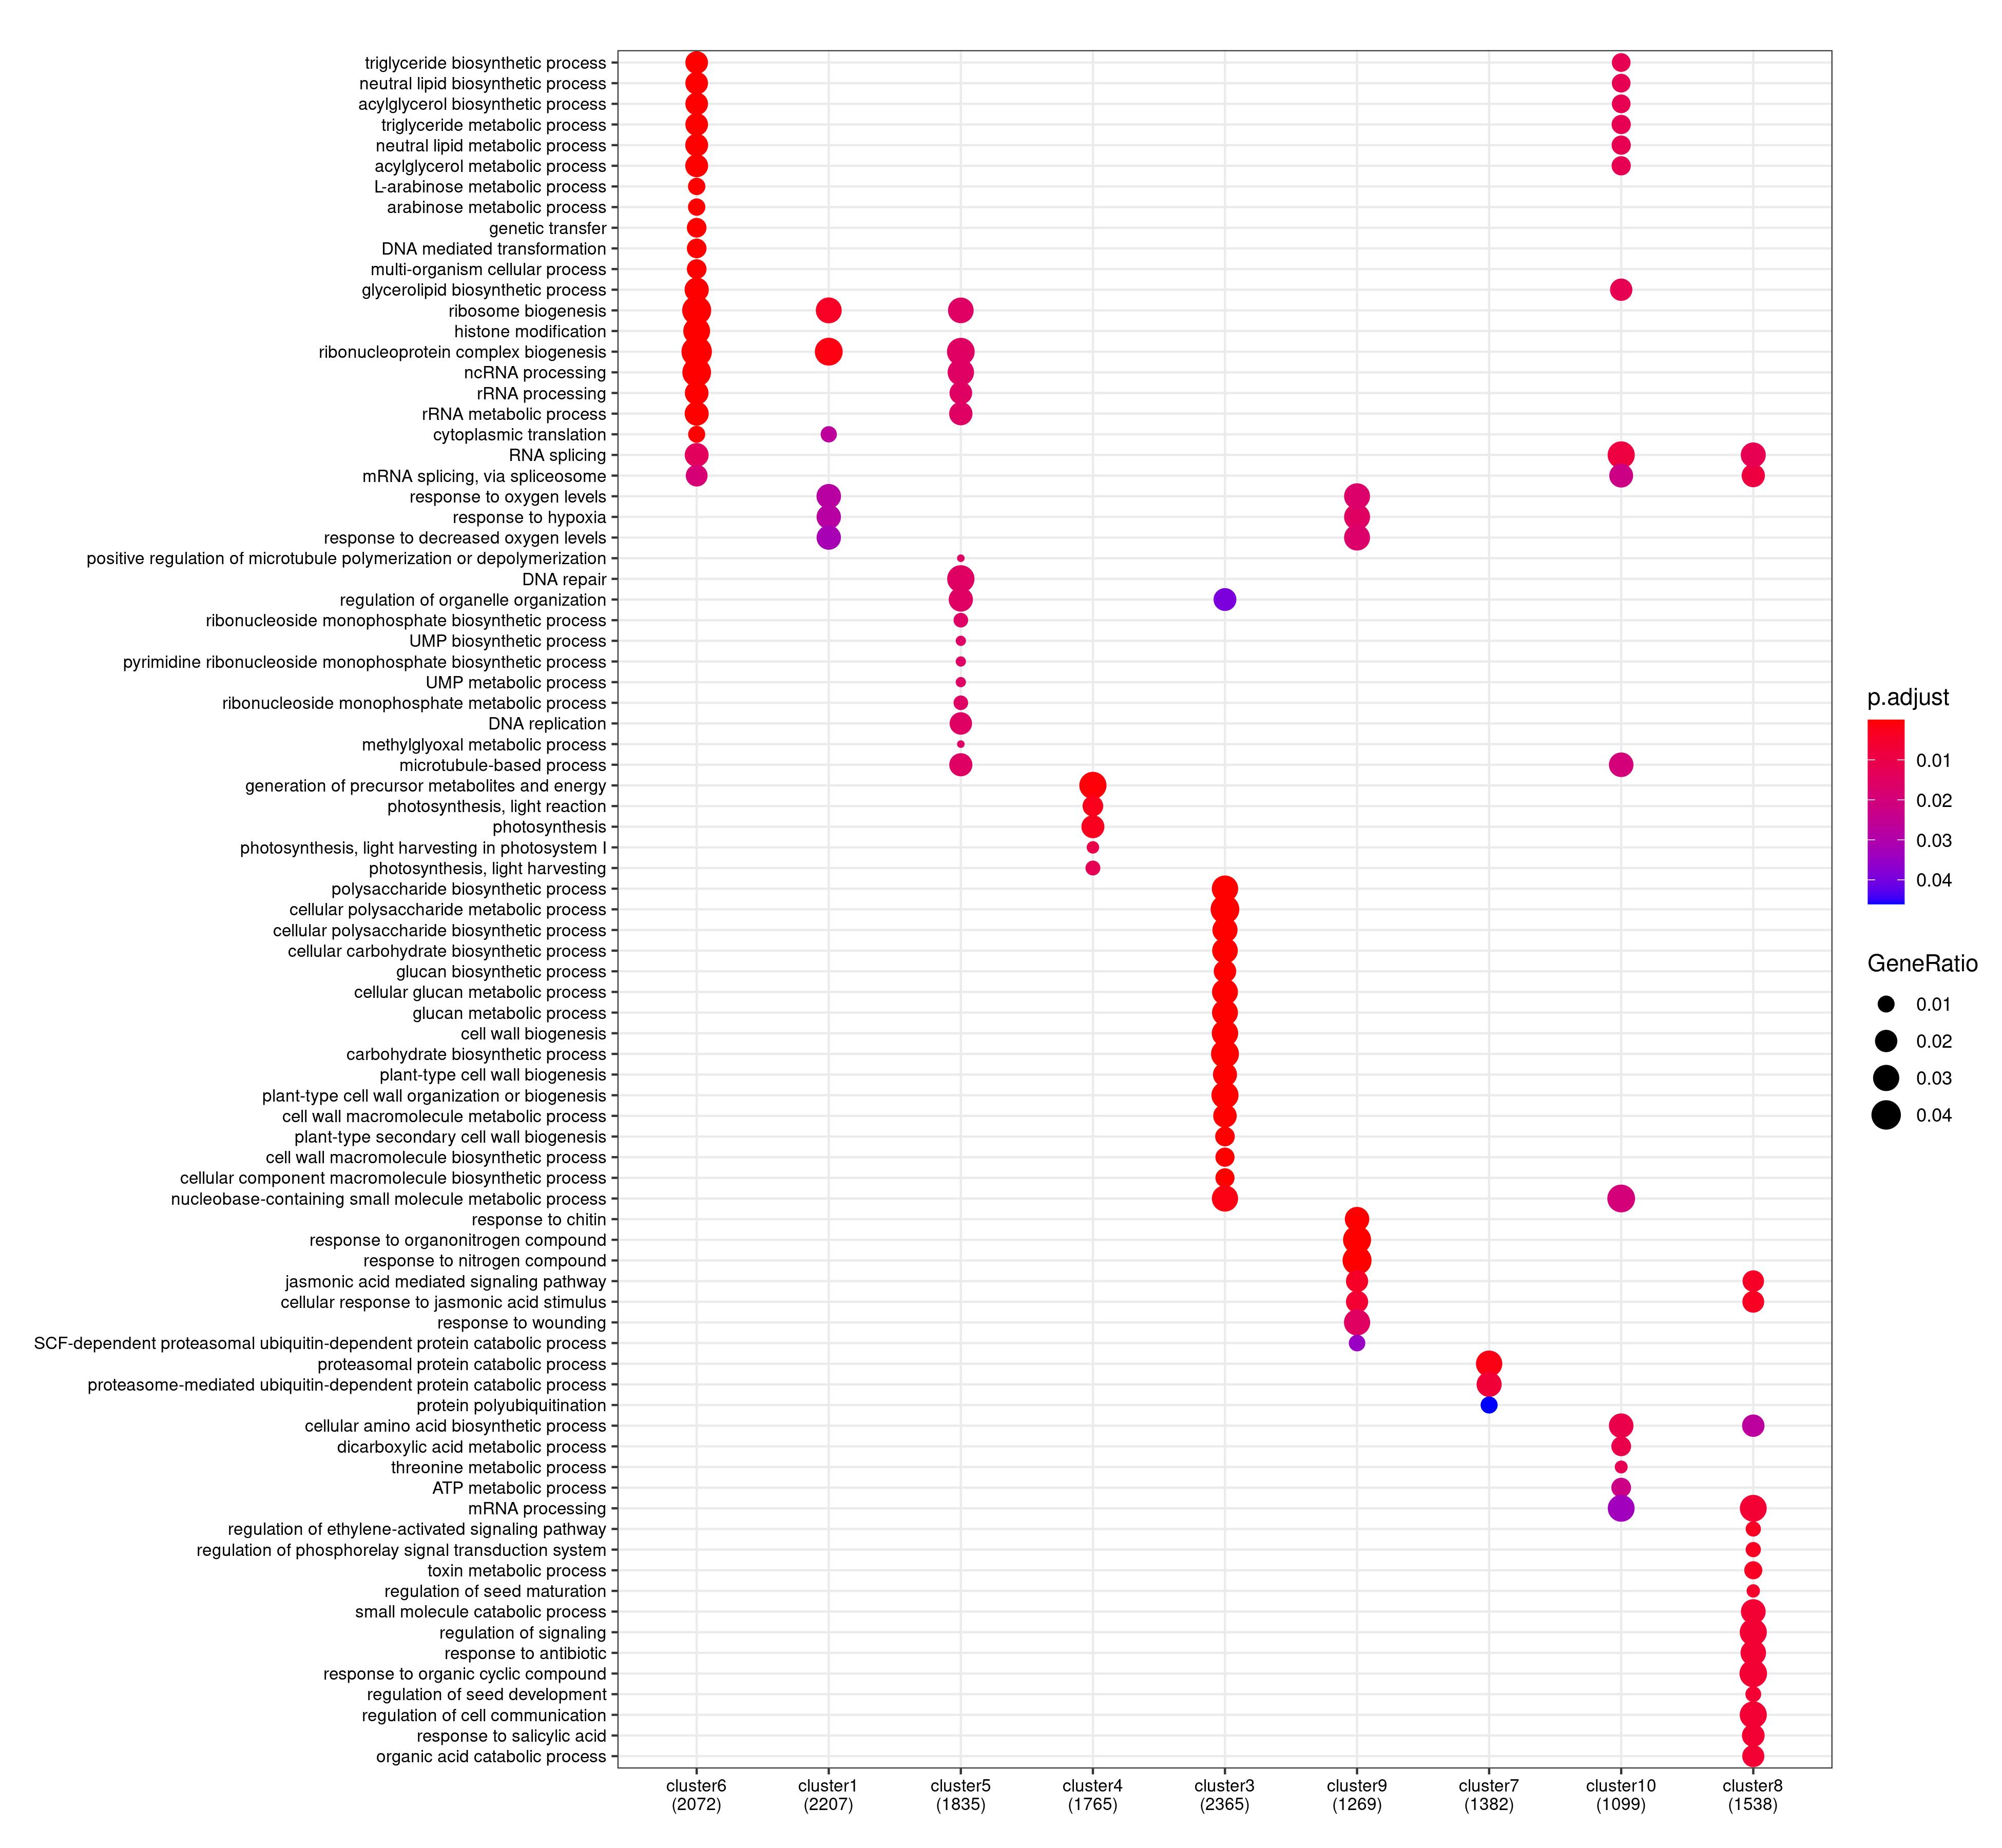 triglyceride biosynthetic process
neutral lipid biosynthetic process
acylglycerol biosynthetic process
triglyceride metabolic process
neutral lipid metabolic process
acylglycerol metabolic process
L-arabinose metabolic process
arabinose metabolic process
genetic transfer
DNA mediated transformation
multi-organism cellular process
glycerolipid biosynthetic process
ribosome biogenesis
histone modification
ribonucleoprotein complex biogenesis
ncRNA processing
rRNA processing
rRNA metabolic process
cytoplasmic translation
RNA splicing
mRNA splicing, via spliceosome
response to oxygen levels
response to hypoxia
response to decreased oxygen levels
positive regulation of microtubule polymerization or depolymerization
DNA repair
regulation of organelle organization
ribonucleoside monophosphate biosynthetic process
UMP biosynthetic process
pyrimidine ribonucleoside monophosphate biosynthetic process
UMP metabolic process
ribonucleoside monophosphate metabolic process
DNA replication
methylglyoxal metabolic process
microtubule-based process
generation of precursor metabolites and energy
photosynthesis, light reaction
photosynthesis
photosynthesis, light harvesting in photosystem I
photosynthesis, light harvesting
polysaccharide biosynthetic process
cellular polysaccharide metabolic process
cellular polysaccharide biosynthetic process
cellular carbohydrate biosynthetic process
glucan biosynthetic process
cellular glucan metabolic process
glucan metabolic process
cell wall biogenesis
carbohydrate biosynthetic process
plant-type cell wall biogenesis
plant-type cell wall organization or biogenesis
cell wall macromolecule metabolic process
plant-type secondary cell wall biogenesis
cell wall macromolecule biosynthetic process
cellular component macromolecule biosynthetic process
nucleobase-containing small molecule metabolic process
response to chitin
response to organonitrogen compound
response to nitrogen compound
jasmonic acid mediated signaling pathway
cellular response to jasmonic acid stimulus
response to wounding
SCF-dependent proteasomal ubiquitin-dependent protein catabolic process
proteasomal protein catabolic process
proteasome-mediated ubiquitin-dependent protein catabolic process
protein polyubiquitination
cellular amino acid biosynthetic process
dicarboxylic acid metabolic process
threonine metabolic process
ATP metabolic process
mRNA processing
regulation of ethylene-activated signaling pathway
regulation of phosphorelay signal transduction system
toxin metabolic process
regulation of seed maturation
small molecule catabolic process
regulation of signaling
response to antibiotic
response to organic cyclic compound
regulation of seed development
regulation of cell communication
response to salicylic acid
organic acid catabolic process
cluster6 cluster1 cluster5 cluster4 cluster3 cluster9 cluster7 cluster10 cluster8
(2072) (2207) (1835) (1765) (2365) (1269) (1382) (1099) (1538)
p.adjust
0.01
0.02
0.03
0.04
GeneRatio
0.01
0.02
0.03
0.04